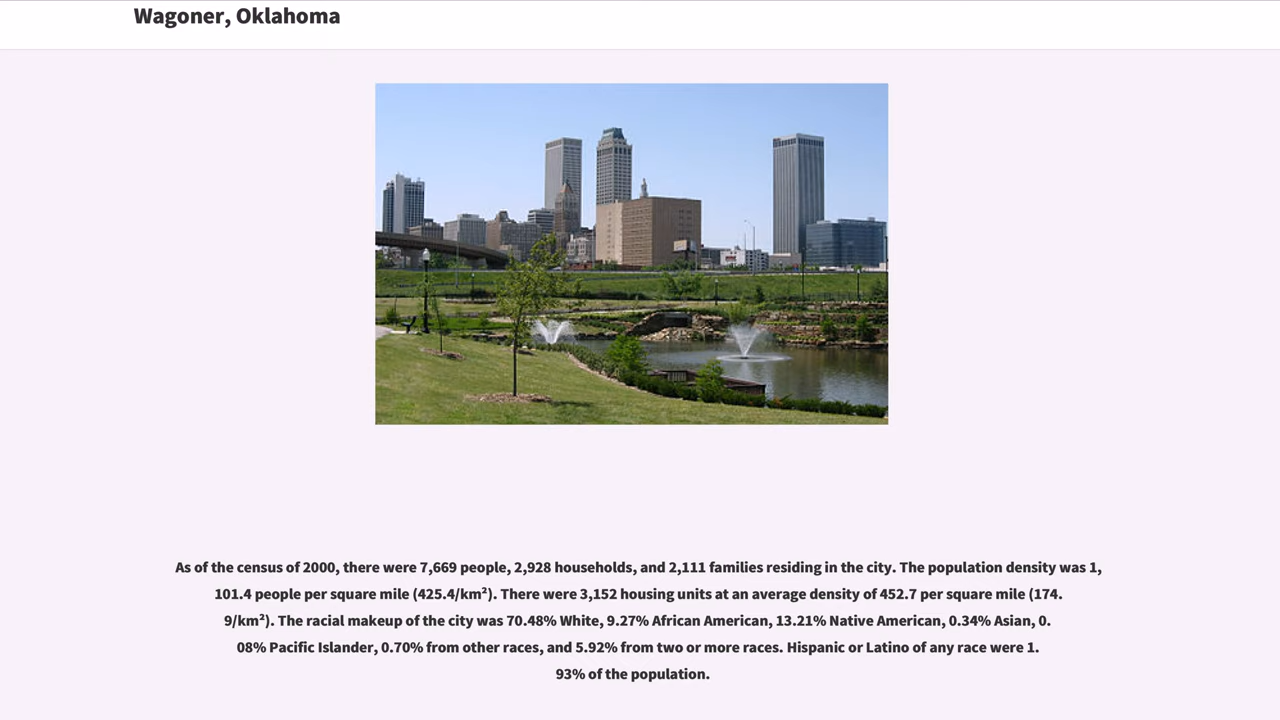 Wagoner, Oklahoma
As of the census of 2000, there were 7,669 people, 2,928 households, and 2,111 families residing in the city. The population density was 1,
101.4 people per square mile (425.4/km²). There were 3,152 housing units at an average density of 452.7 per square mile (174.
9/km²). The racial makeup of the city was 70.48% White, 9.27% African American, 13.21% Native American, 0.34% Asian, 0.
08% Pacific Islander, 0.70% from other races, and 5.92% from two or more races. Hispanic or Latino of any race were 1.
93% of the population.